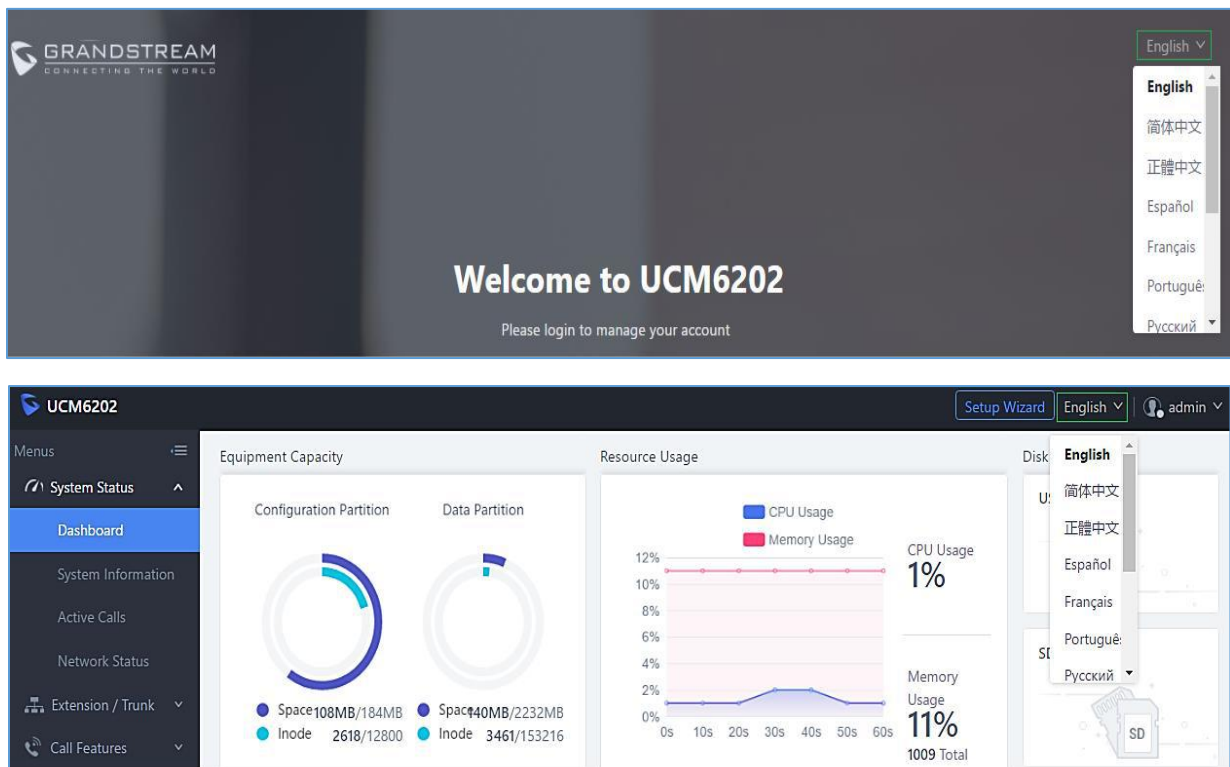 GRANDSTREAM
CONNECTING THE WORLD
English
English
简体中文
正體中文
Español
Français
Português
Русский
Welcome to UCM6202
Please login to manage your account
UCM6202
Setup Wizard
English
admin
Menus
System Status
Dashboard
System Information
Active Calls
Network Status
Extension / Trunk
Call Features
Equipment Capacity
Configuration Partition
Data Partition
Space 108MB/184MB
Inode 2618/12800
Space 140MB/2232MB
Inode 3461/153216
Resource Usage
CPU Usage
Memory Usage
12%
10%
8%
6%
4%
2%
0%
0s 10s 20s 30s 40s 50s 60s
CPU Usage
1%
Memory
Usage
11%
1009 Total
Disk
English
简体中文
正體中文
Español
Français
Português
Русский
SD